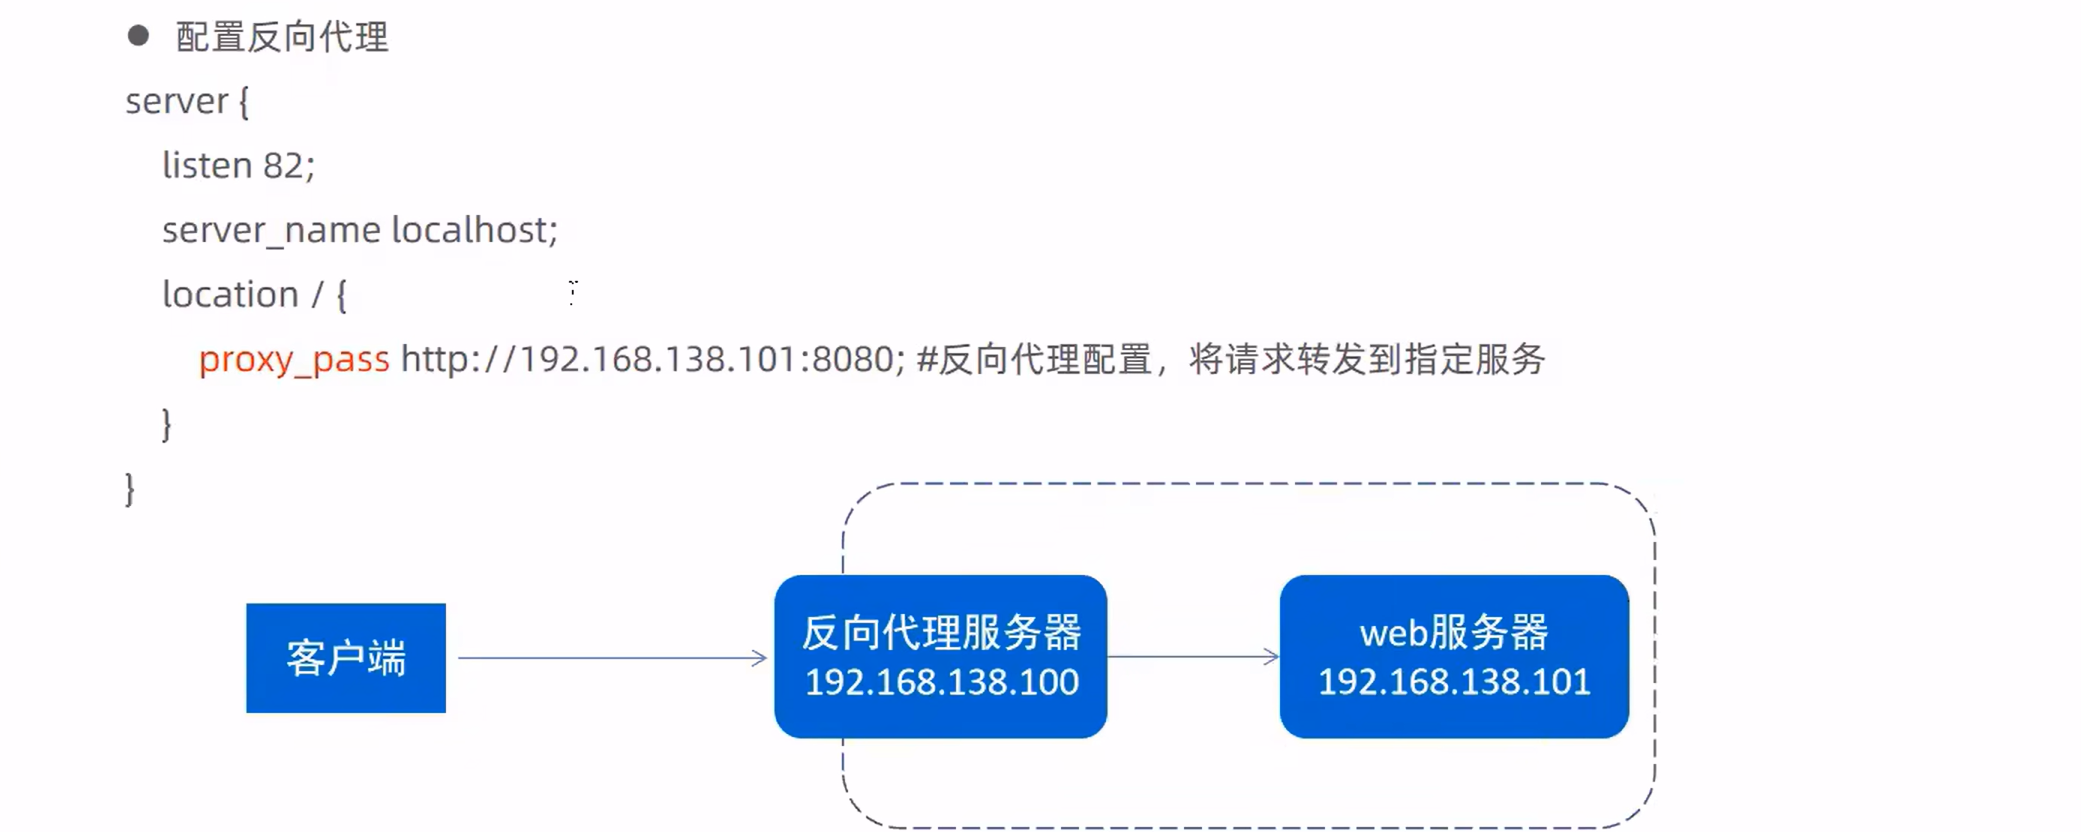 ● 配置反向代理
server {
listen 82;
server_name localhost;
location / {
proxy_pass http://192.168.138.101:8080; #反向代理配置，将请求转发到指定服务
}
}
客户端
反向代理服务器
192.168.138.100
web服务器
192.168.138.101